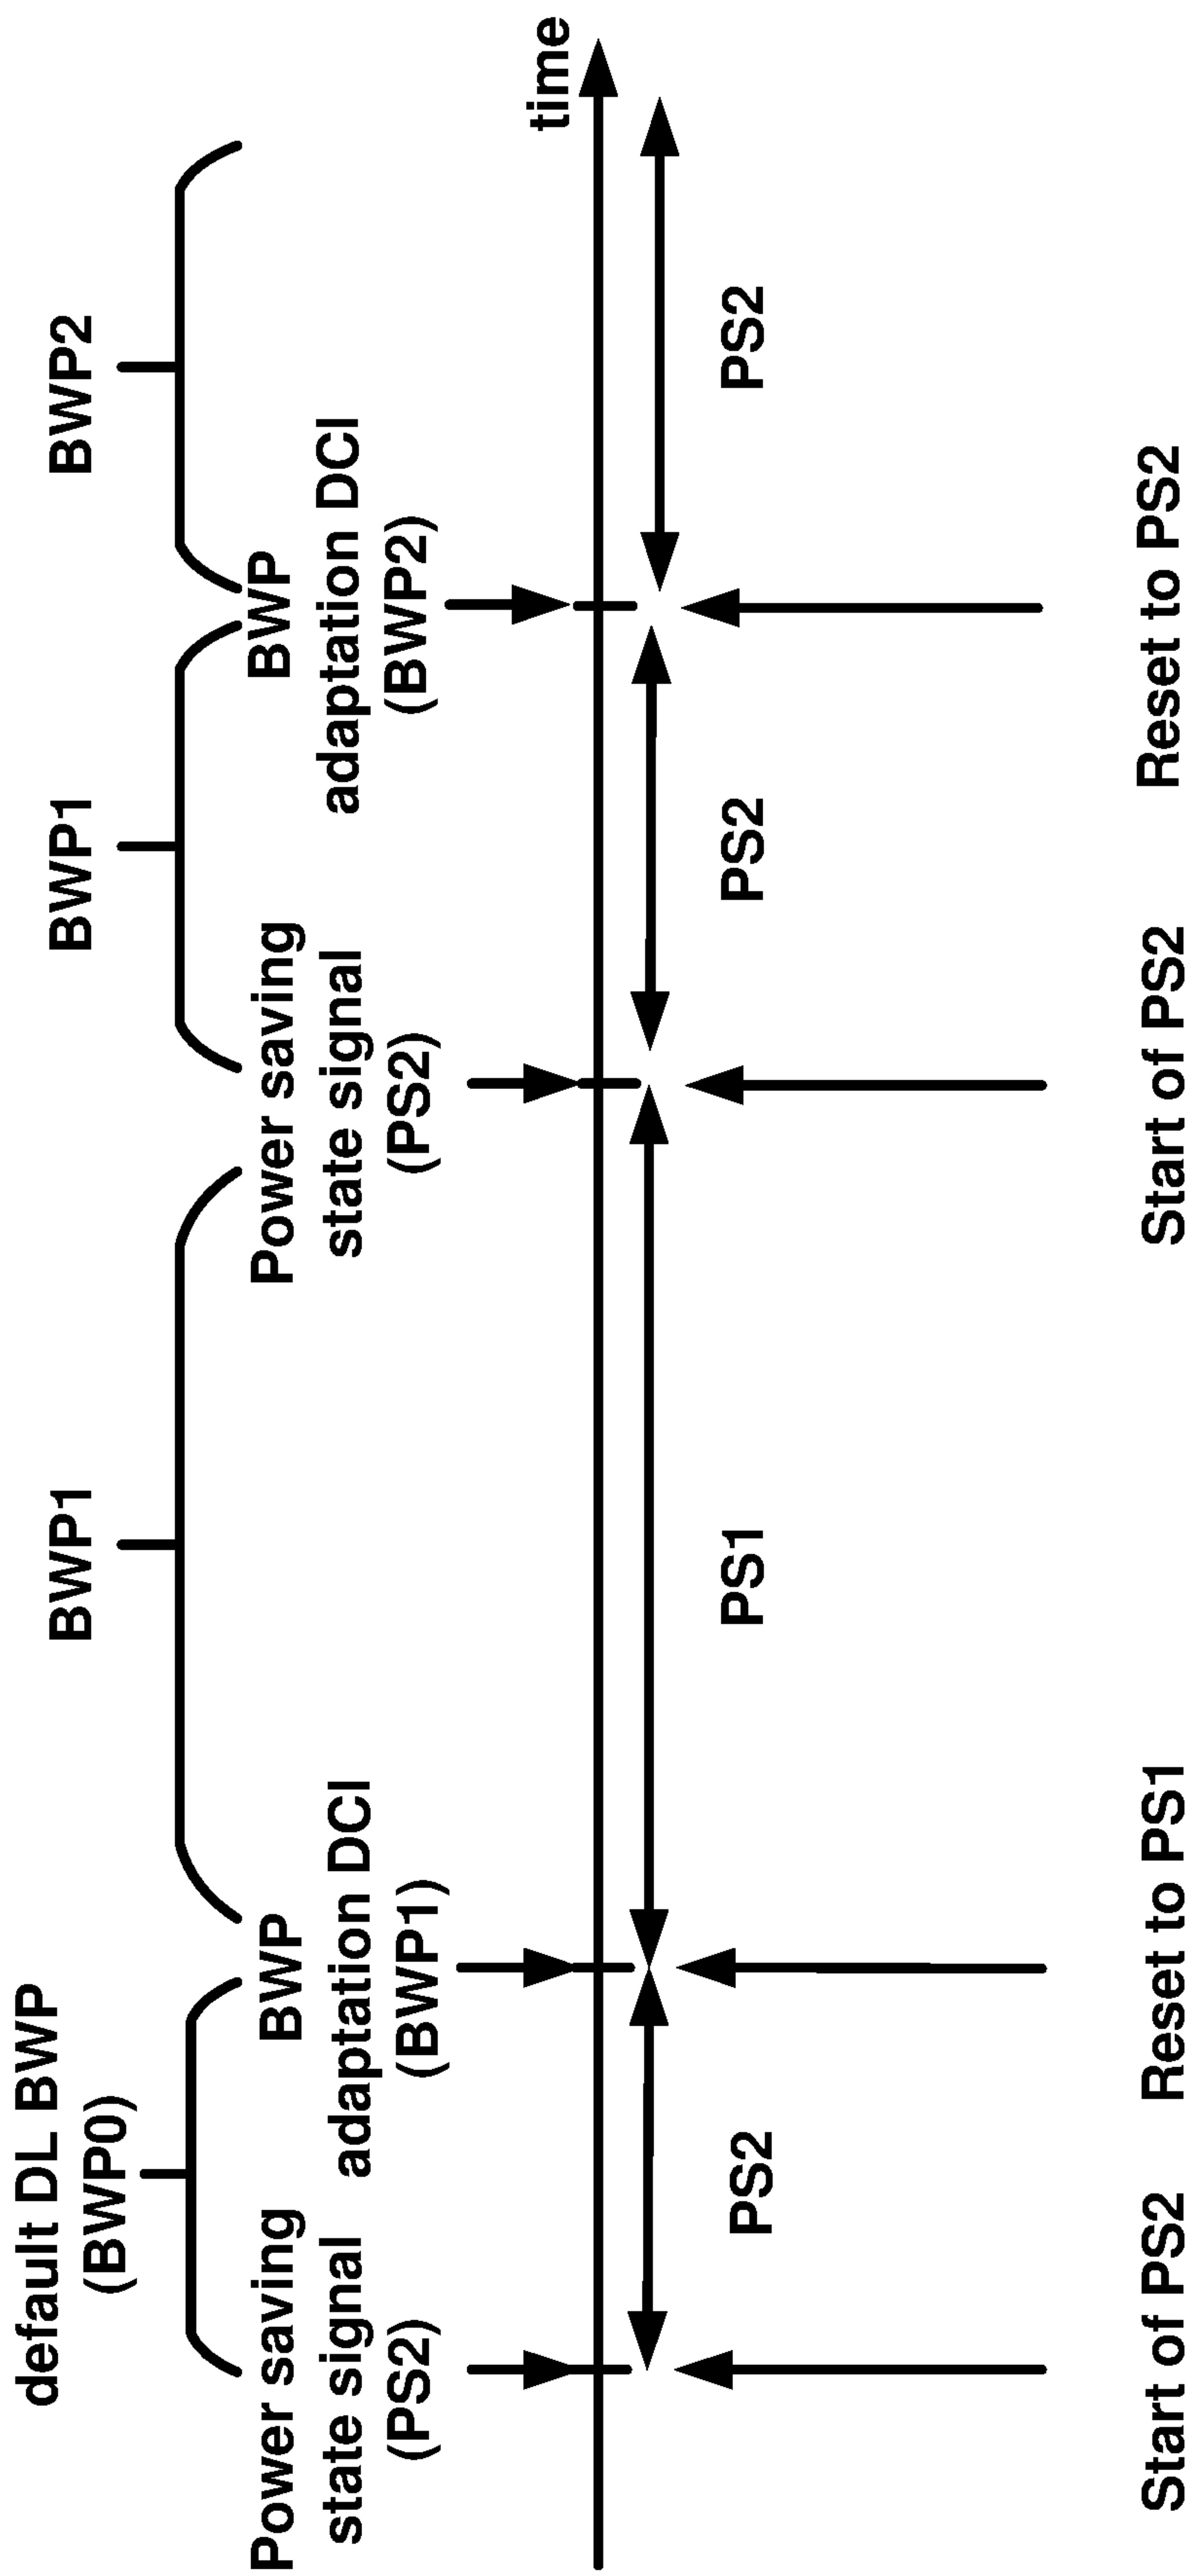 default DL BWP
(BWP0)
BWP1
BWP1
BWP2
Power saving
state signal
(PS2)
BWP
adaptation DCI
(BWP1)
Power saving
state signal
(PS2)
BWP
adaptation DCI
(BWP2)
time
PS2
PS1
PS2
PS2
Start of PS2
Reset to PS1
Start of PS2
Reset to PS2